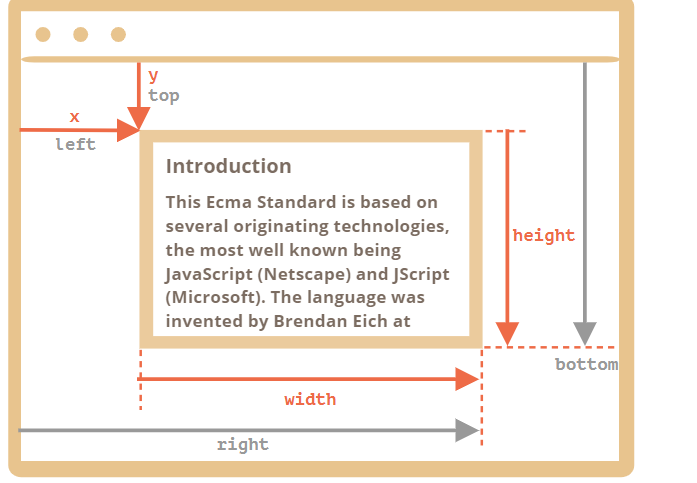 y
top
x
left
Introduction
This Ecma Standard is based on
several originating technologies,
the most well known being
JavaScript (Netscape) and JScript
(Microsoft). The language was
invented by Brendan Eich at
height
bottom
width
right